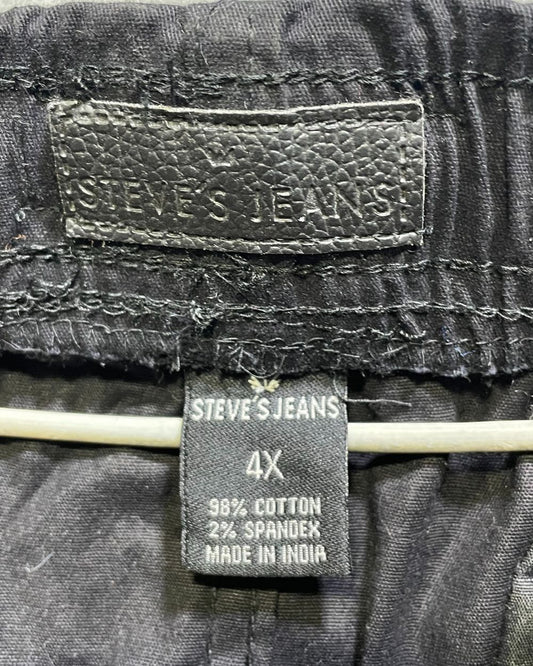 STEVE'S JEANS
STEVE'S JEANS
4X
98% COTTON
2% SPANDEX
MADE IN INDIA